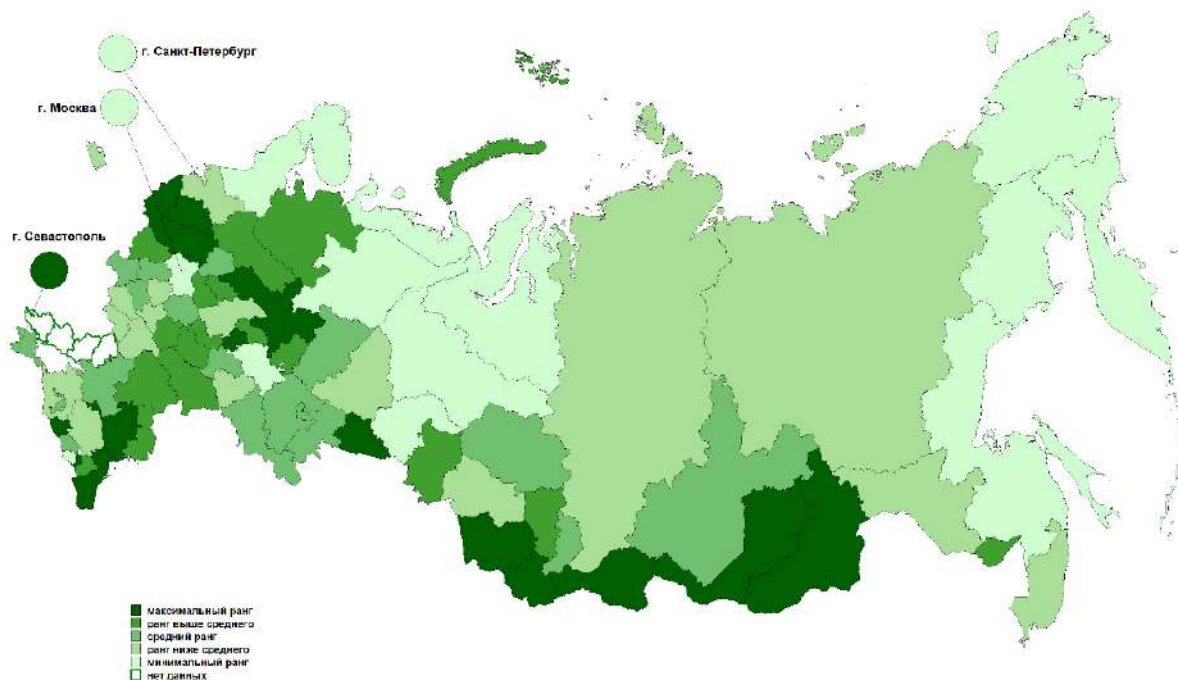 г. Санкт-Петербург
г. Москва
г. Севастополь
максимальный ранг
ранг выше среднего
средний ранг
ранг ниже среднего
минимальный ранг
нет данных